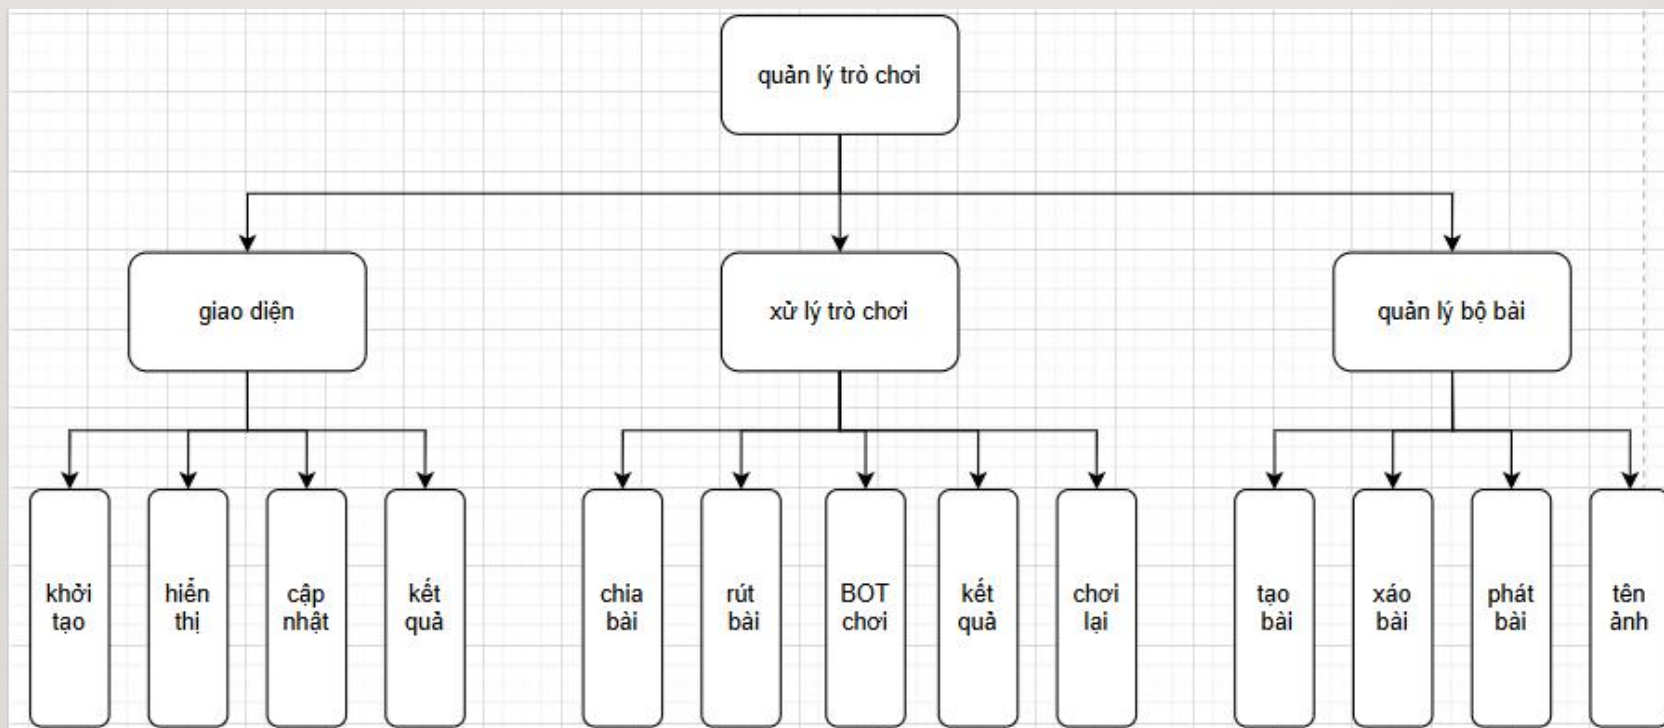 quản lý trò chơi
giao diện
xử lý trò chơi
quản lý bộ bài
khởi
tạo
hiển
thị
cập
nhật
kết
quả
chia
bài
rút
bài
BOT
chơi
kết
quả
chơi
lại
tạo
bài
xáo
bài
phát
bài
tên
ảnh